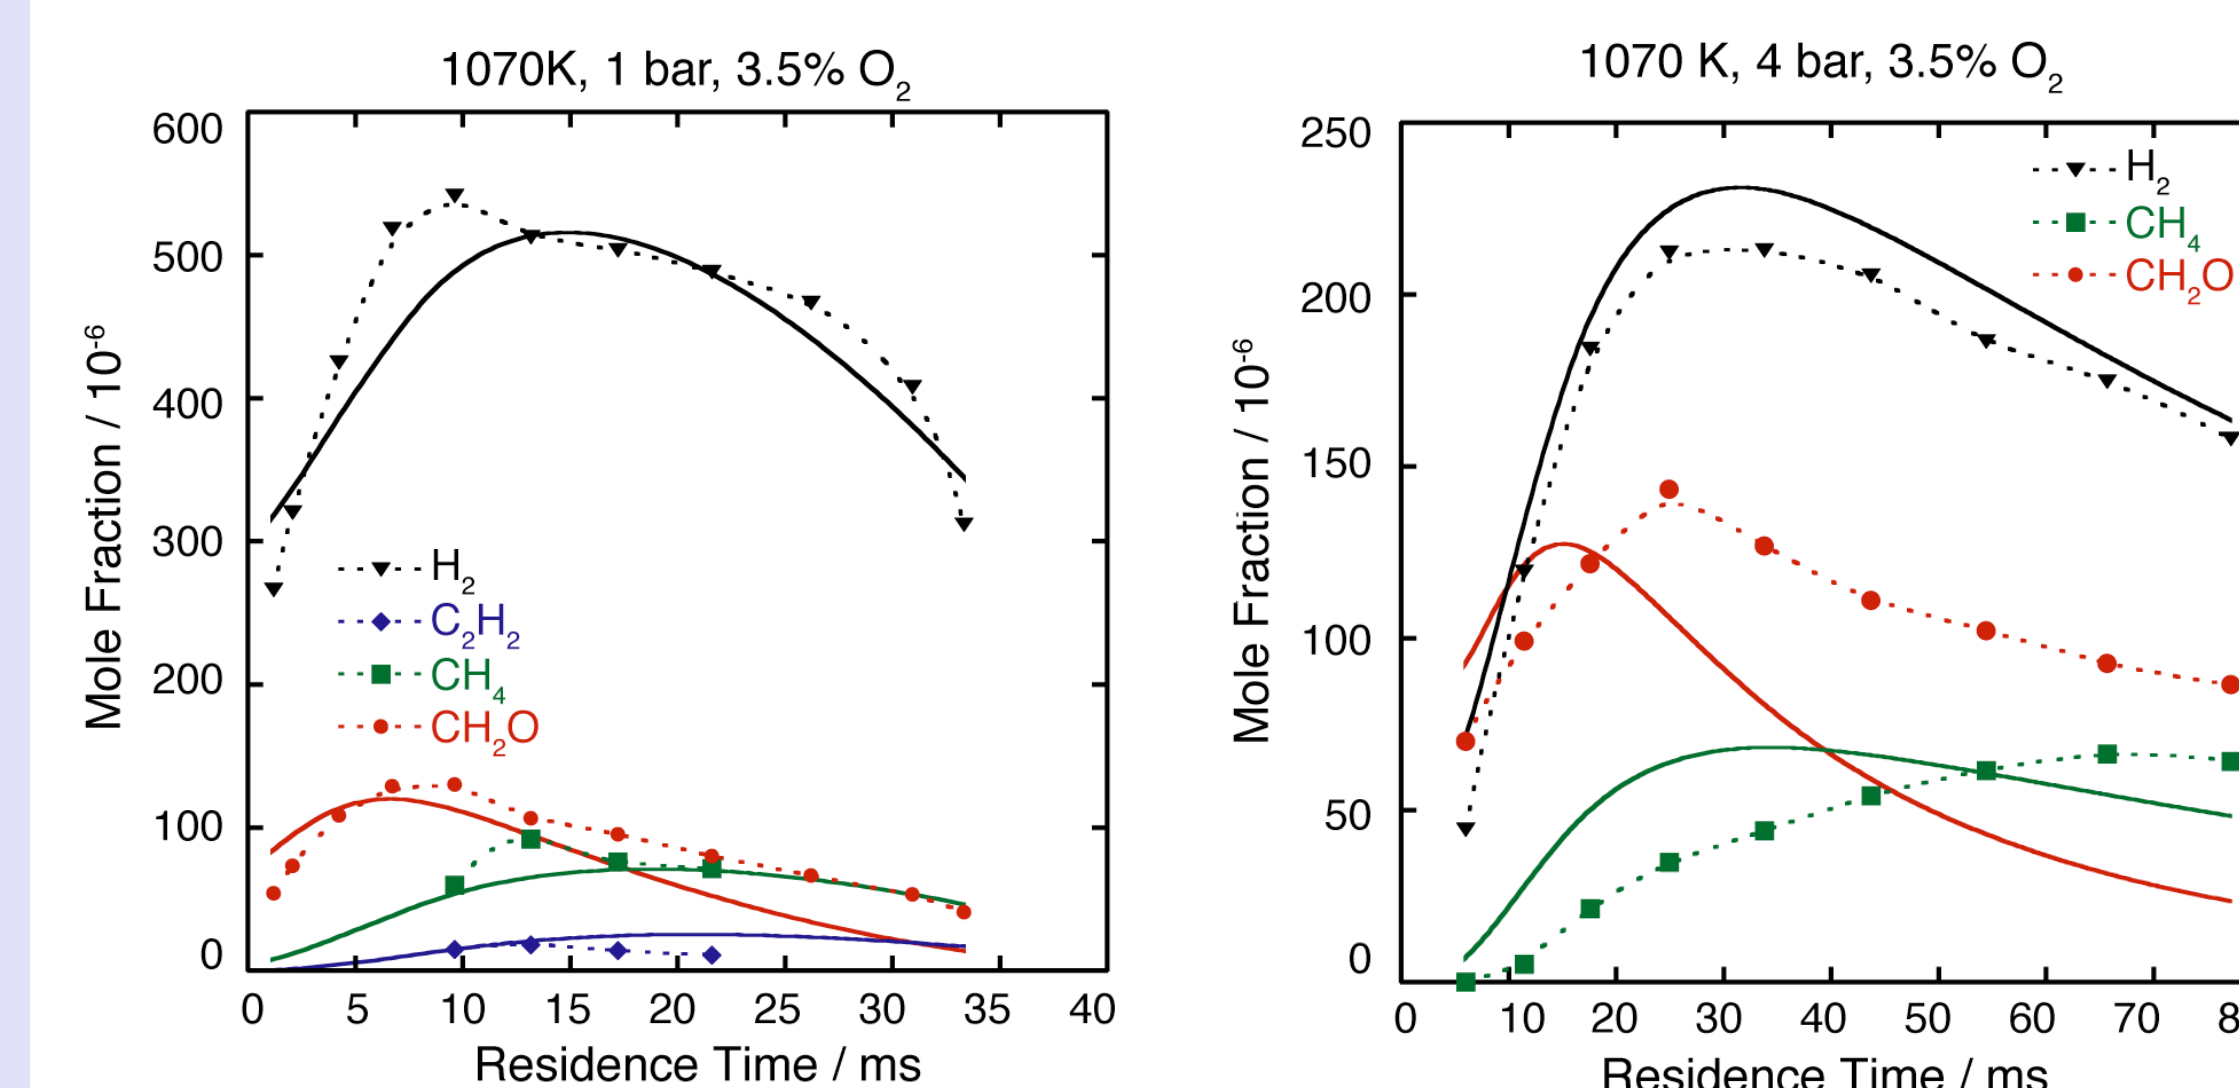 1070K, 1 bar, 3.5% O₂
600
500
400
300
200
100
0
Mole Fraction / 10⁻⁶
H₂
C₂H₂
CH₄
CH₂O
0 5 10 15 20 25 30 35 40
Residence Time / ms
1070 K, 4 bar, 3.5% O₂
250
200
150
100
50
0
Mole Fraction / 10⁻⁶
H₂
CH₄
CH₂O
0 10 20 30 40 50 60 70 8
Residence Time / ms